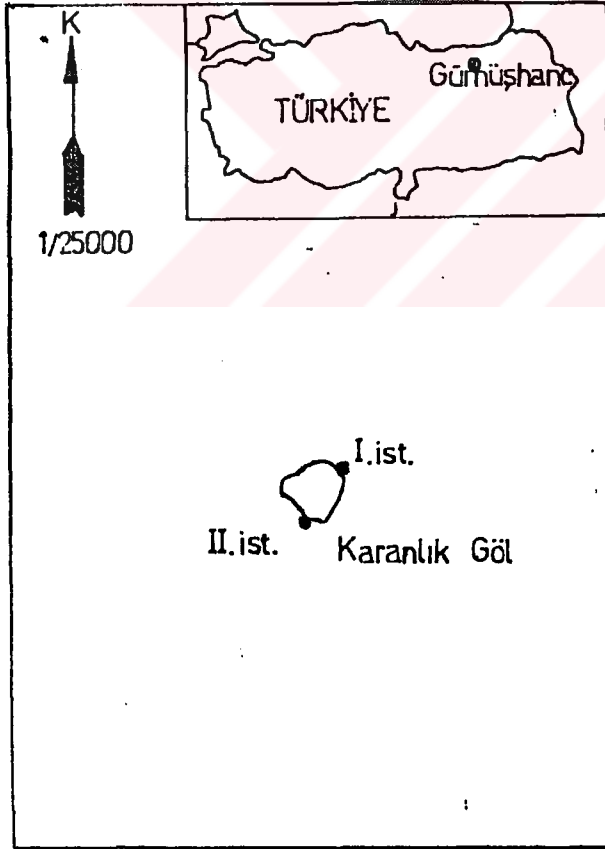 K
1/25000
Gümüşhane
TÜRKİYE
I.ist.
II.ist.
Karanlık Göl